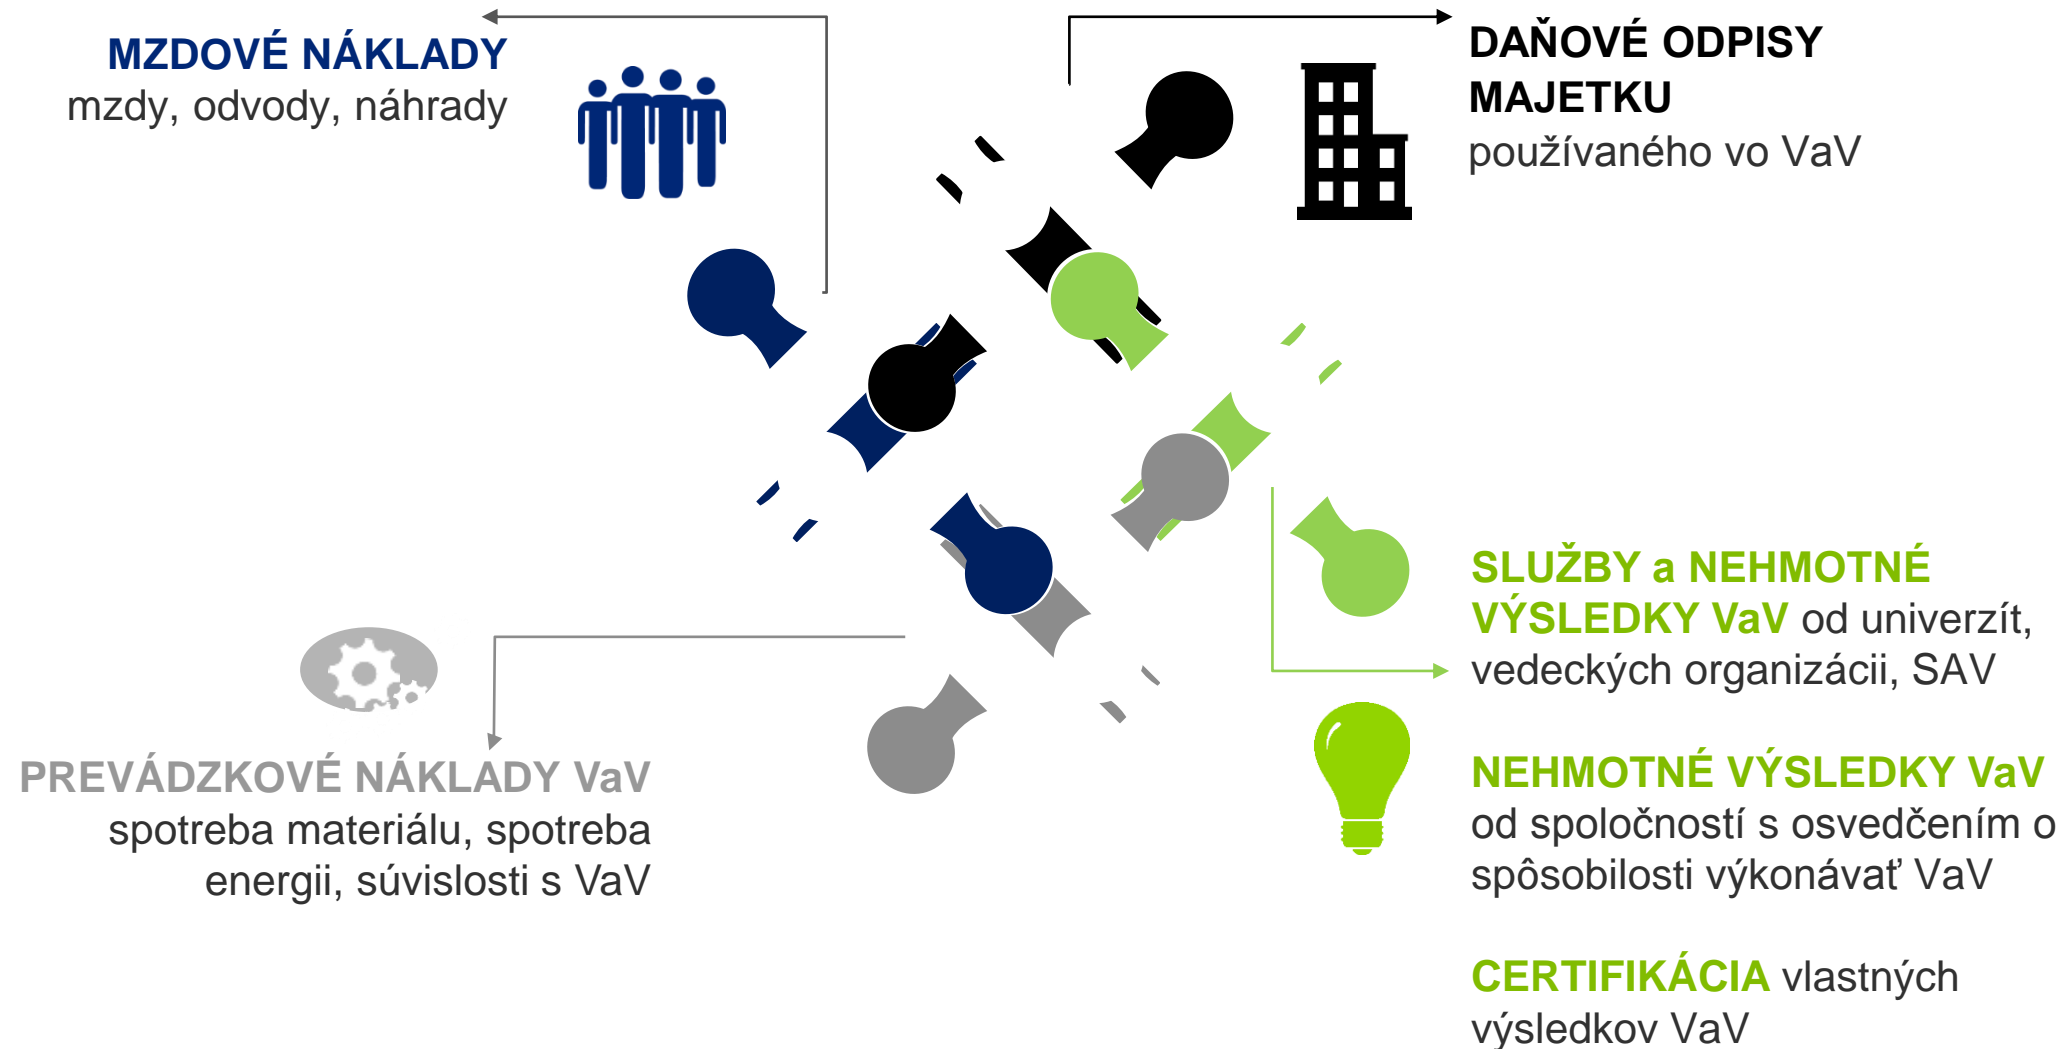 MZDOVÉ NÁKLADY
mzdy, odvody, náhrady
DAŇOVÉ ODPISY
MAJETKU
používaného vo VaV
PREVÁDZKOVÉ NÁKLADY VaV
spotreba materiálu, spotreba
energii, súvislosti s VaV
SLUŽBY a NEHMOTNÉ
VÝSLEDKY VaV od univerzít,
vedeckých organizácii, SAV
NEHMOTNÉ VÝSLEDKY VaV
od spoločností s osvedčením o
spôsobilosti výkonávať VaV
CERTIFIKÁCIA vlastných
výsledkov VaV